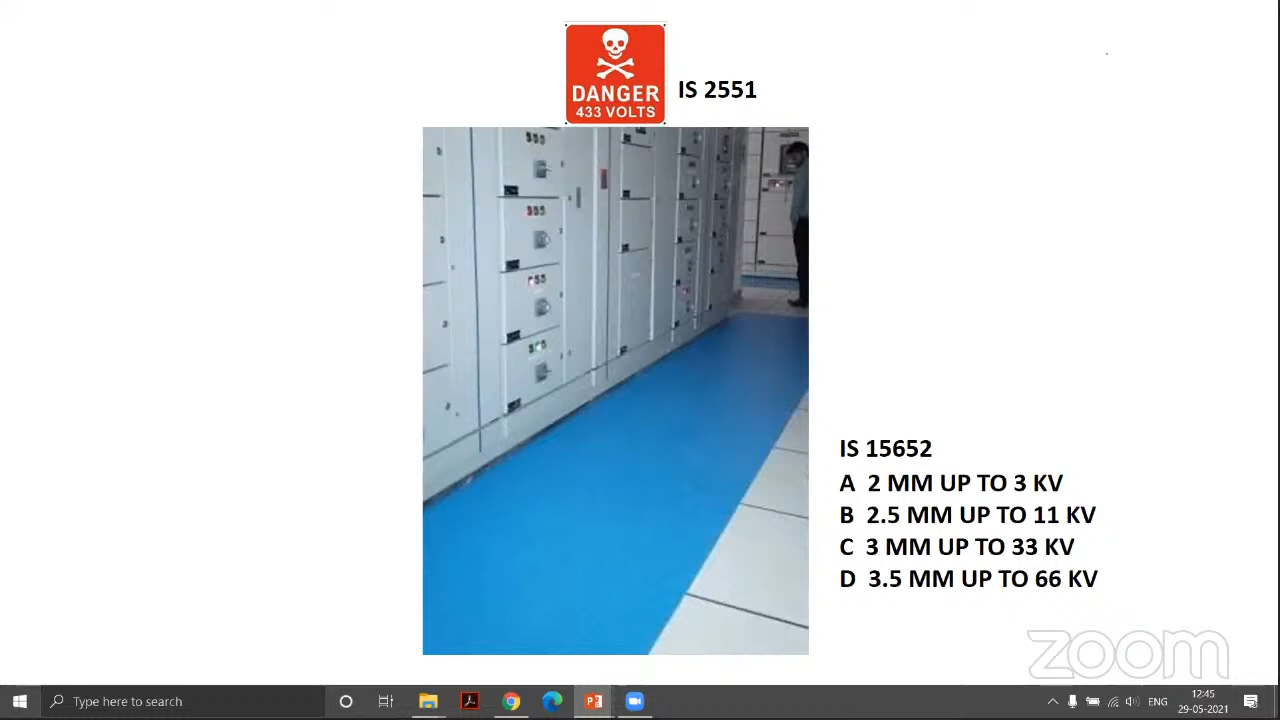 DANGER
433 VOLTS
IS 2551
IS 15652
A 2 MM UP TO 3 KV
B 2.5 MM UP TO 11 KV
C 3 MM UP TO 33 KV
D 3.5 MM UP TO 66 KV
zoom
Type here to search
ENG
12:45
29-05-2021